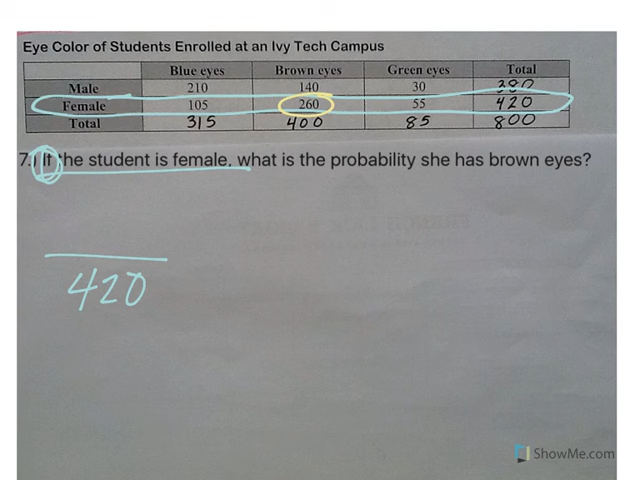 Eye Color of Students Enrolled at an Ivy Tech Campus
Blue eyes Brown eyes Green eyes Total
Male 210 140 30 380
Female 105 260 55 420
Total 315 400 85 800
7.) If the student is female, what is the probability she has brown eyes?
420
ShowMe.com